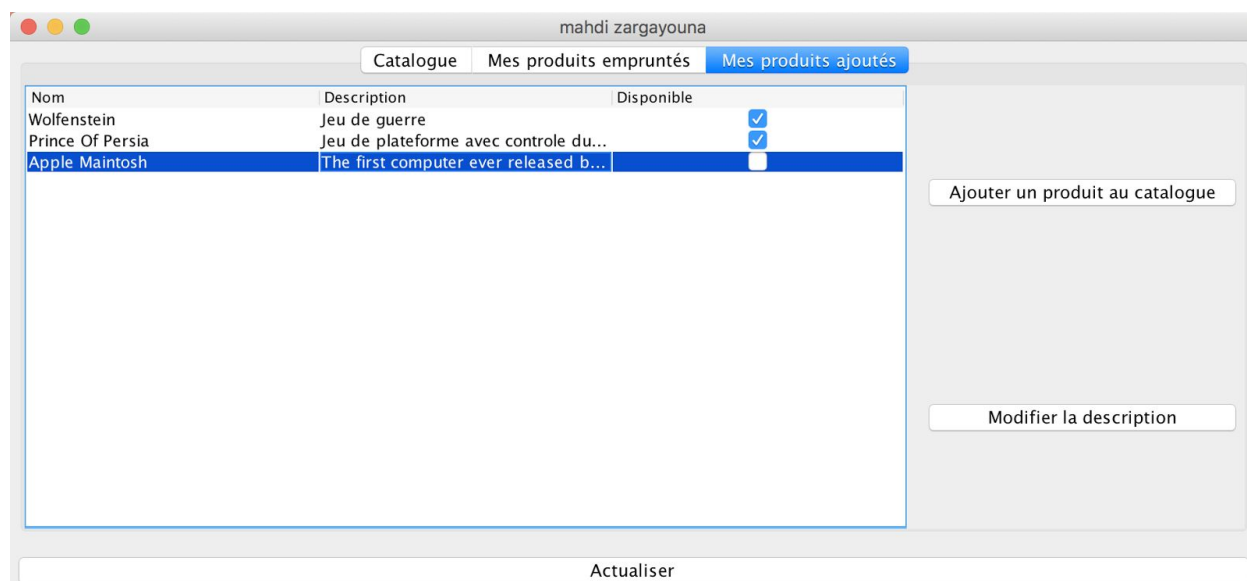 mahdi zargayouna
Catalogue Mes produits empruntés Mes produits ajoutés
Nom Description Disponible
Wolfenstein Jeu de guerre
Prince Of Persia Jeu de plateforme avec controle du...
Apple Maintosh The first computer ever released b...
Ajouter un produit au catalogue
Modifier la description
Actualiser